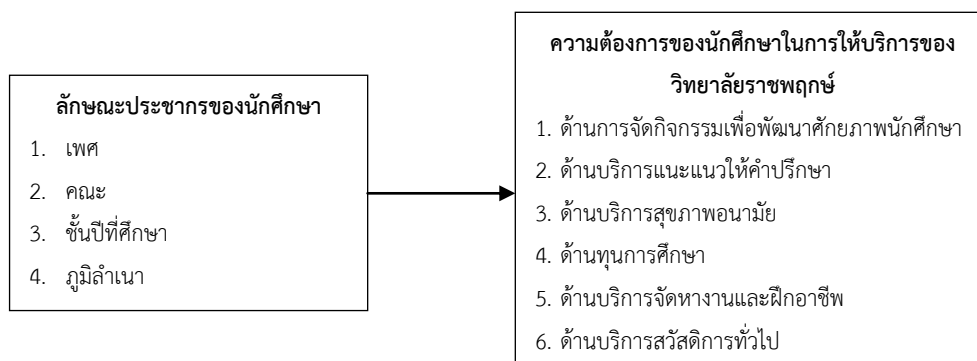 ลักษณะประชากรของนักศึกษา
1. เพศ
2. คณะ
3. ชั้นปีที่ศึกษา
4. ภูมิลำเนา
ความต้องการของนักศึกษาในการให้บริการของ
วิทยาลัยราชพฤกษ์
1. ด้านการจัดกิจกรรมเพื่อพัฒนาศักยภาพนักศึกษา
2. ด้านบริการแนะแนวให้คำปรึกษา
3. ด้านบริการสุขภาพอนามัย
4. ด้านทุนการศึกษา
5. ด้านบริการจัดหางานและฝึกอาชีพ
6. ด้านบริการสวัสดิการทั่วไป